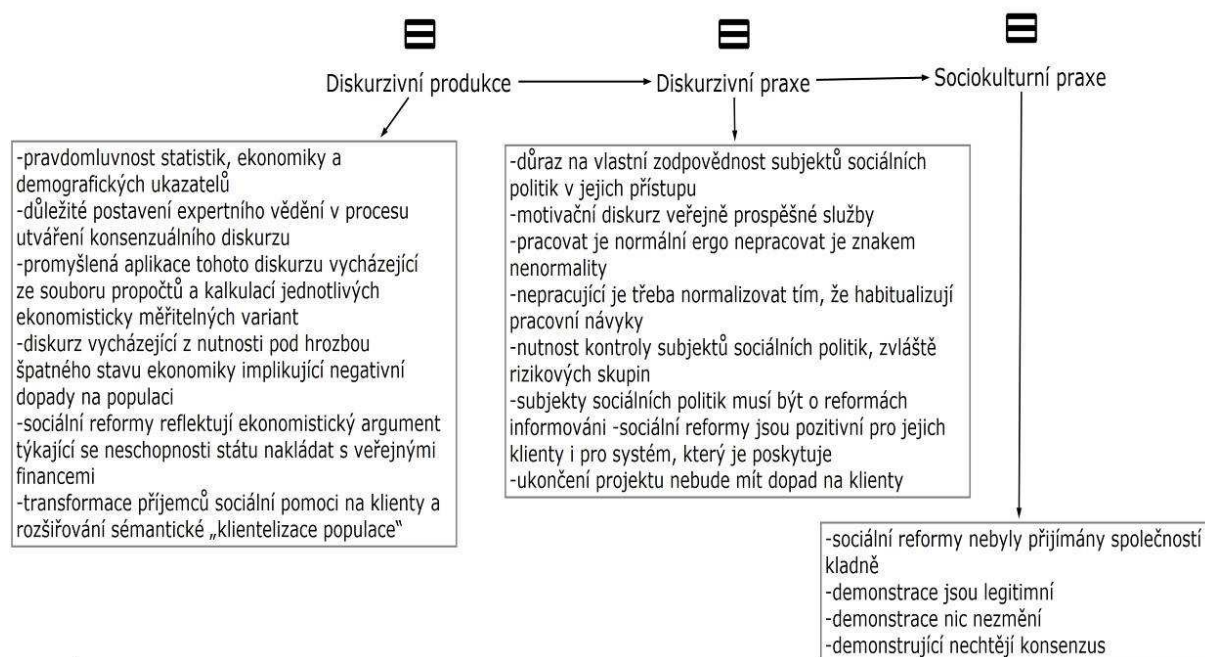 Diskurzivní produkce
Diskurzivní praxe
Sociokulturní praxe
-pravdomluvnost statistik, ekonomiky a
demografických ukazatelů
-důležité postavení expertního vědění v procesu
utváření konsenzuálního diskurzu
-promyšlená aplikace tohoto diskurzu vycházející
ze souboru propočtů a kalkulací jednotlivých
ekonomisticky měřitelných variant
-diskurz vycházející z nutnosti pod hrozbou
špatného stavu ekonomiky implikující negativní
dopady na populaci
-sociální reformy reflektují ekonomistický argument
týkající se neschopnosti státu nakládat s veřejnými
financemi
-transformace příjemců sociální pomoci na klienty a
rozšiřování sémantické „klientelizace populace“
-důraz na vlastní zodpovědnost subjektů sociálních
politik v jejich přístupu
-motivační diskurz veřejně prospěšné služby
-pracovat je normální ergo nepracovat je znakem
nenormality
-nepracující je třeba normalizovat tím, že habitualizují
pracovní návyky
-nutnost kontroly subjektů sociálních politik, zvláště
rizikových skupin
-subjekty sociálních politik musí být o reformách
informováni -sociální reformy jsou pozitivní pro jejich
klienty i pro systém, který je poskytuje
-ukončení projektu nebude mít dopad na klienty
-sociální reformy nebyly přijímány společností
kladně
-demonstrace jsou legitimní
-demonstrace nic nezmění
-demonstrující nechtějí konsenzus